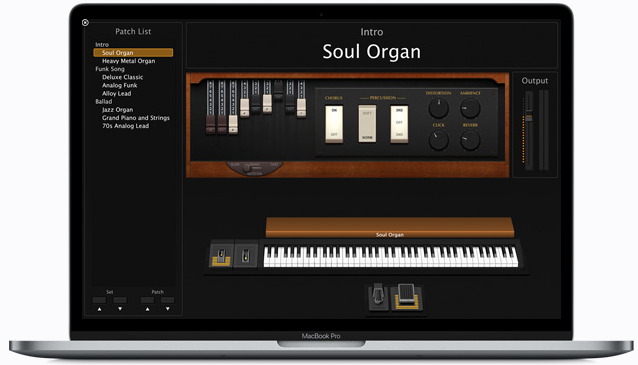 Patch List
Intro
Soul Organ
Heavy Metal Organ
Funk Song
Deluxe Classic
Analog Funk
Alloy Lead
Ballad
Jazz Organ
Grand Piano and Strings
70s Analog Lead
Set
Patch
Intro
Soul Organ
CHORUS
PERCUSSION
DISTORTION
AMBIENCE
ON
OFF
SOFT
NORM
3RD
OFF
2ND
CLICK
REVERB
Output
Soul Organ
MacBook Pro